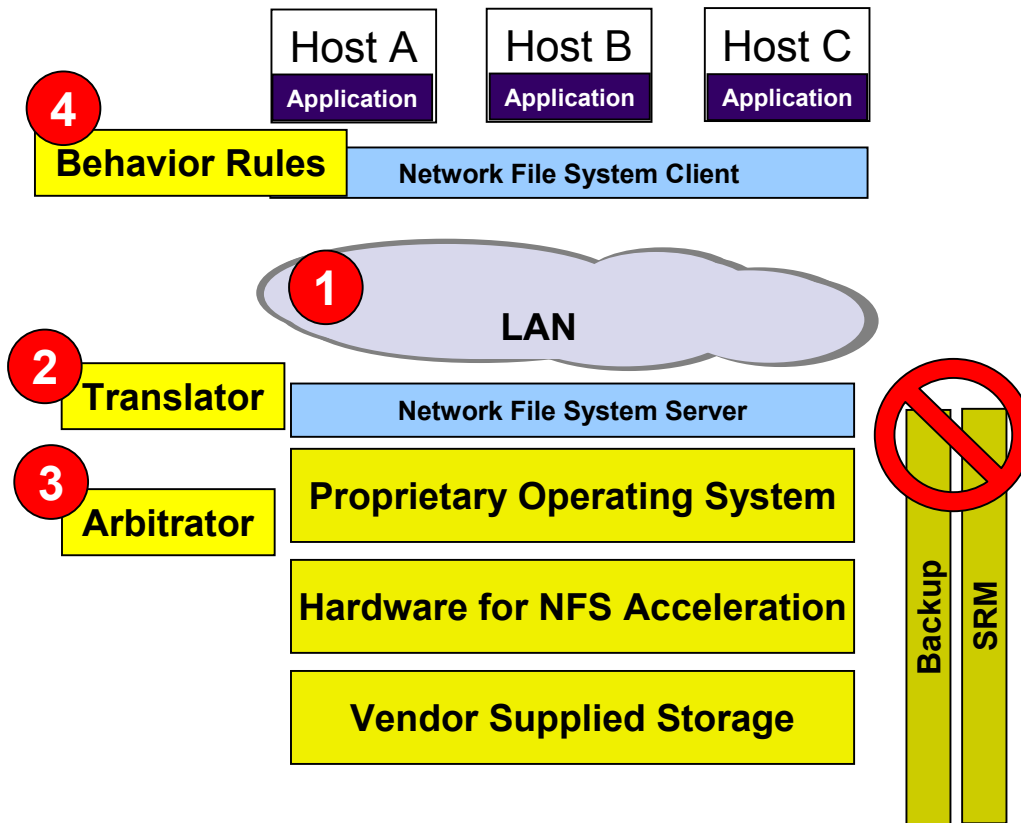 Host A
Application
Host B
Application
Host C
Application
4
Behavior Rules
Network File System Client
1
LAN
2
Translator
Network File System Server
3
Arbitrator
Proprietary Operating System
Hardware for NFS Acceleration
Vendor Supplied Storage
Backup
SRM